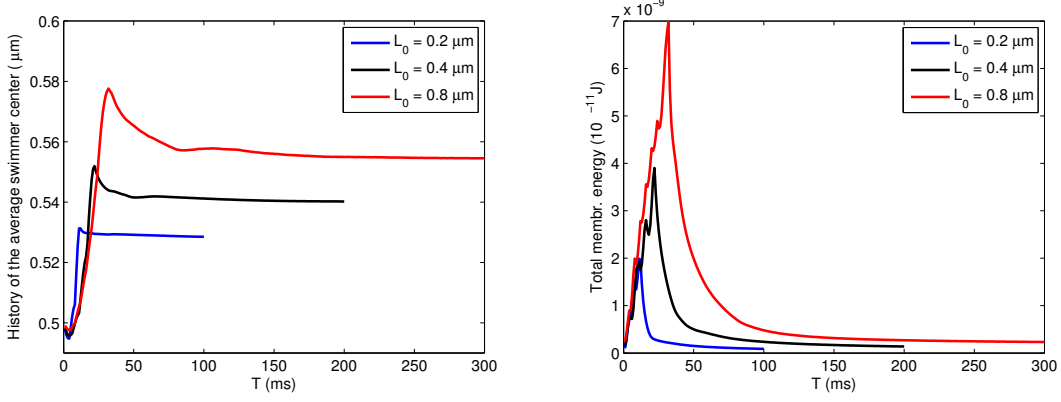 History of the average swimmer center ( μm)
0.6
0.58
0.56
0.54
0.52
0.5
0 50 100 150 200 250 300
T (ms)
L0 = 0.2 μm
L0 = 0.4 μm
L0 = 0.8 μm
Total membr. energy (10 −11J)
x 10−9
7
6
5
4
3
2
1
0
0 50 100 150 200 250 300
T (ms)
L0 = 0.2 μm
L0 = 0.4 μm
L0 = 0.8 μm